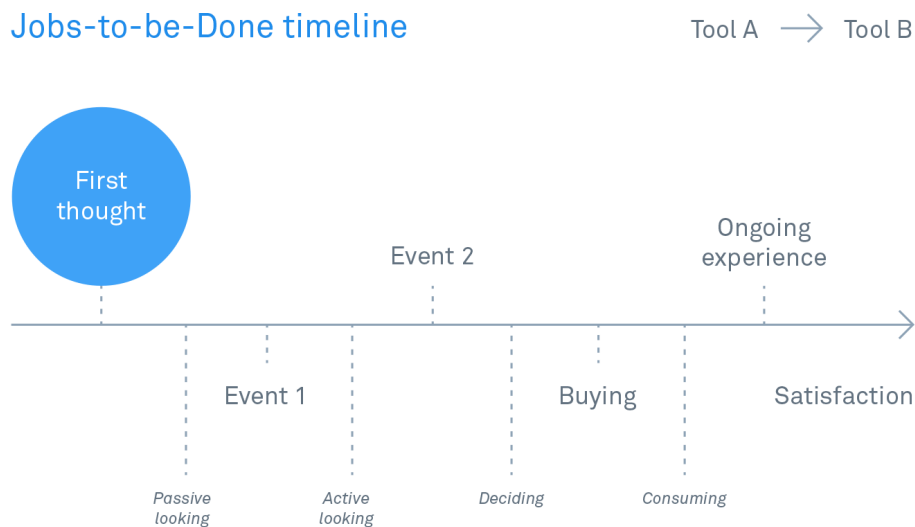 Jobs-to-be-Done timeline
Tool A
Tool B
First
thought
Event 2
Ongoing
experience
Event 1
Buying
Satisfaction
Passive
looking
Active
looking
Deciding
Consuming